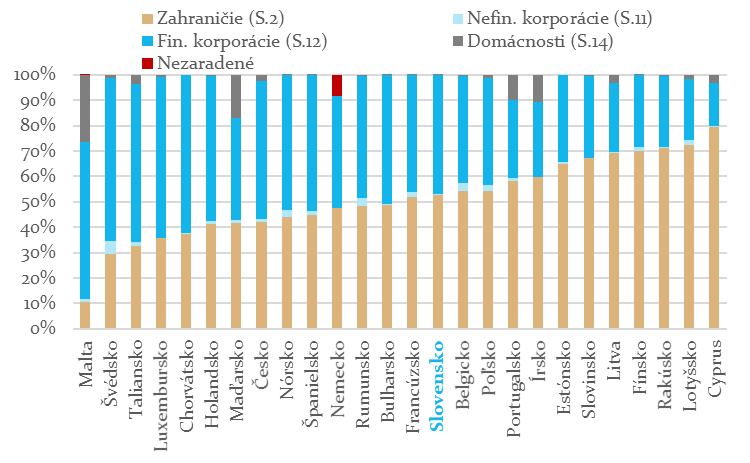 Zahraničie (S.2)
Nefin. korporácie (S.11)
Fin. korporácie (S.12)
Domácnosti (S.14)
Nezaradené
100%
90%
80%
70%
60%
50%
40%
30%
20%
10%
0%
Malta
Švédsko
Taliansko
Luxembursko
Chorvátsko
Holandsko
Maďarsko
Česko
Nórsko
Španielsko
Nemecko
Rumunsko
Bulharsko
Francúzsko
Slovensko
Belgicko
Poľsko
Portugalsko
Írsko
Estónsko
Slovinsko
Litva
Fínsko
Rakúsko
Lotyšsko
Cyprus